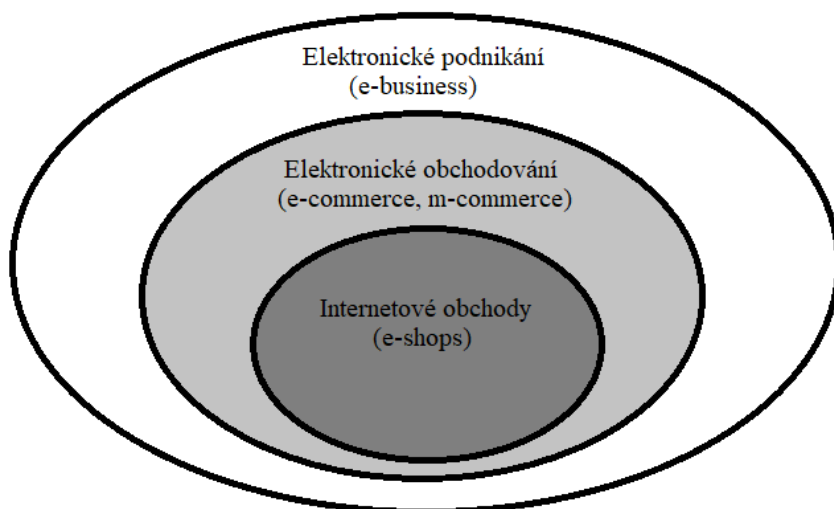 Elektronické podnikání
(e-business)
Elektronické obchodování
(e-commerce, m-commerce)
Internetové obchody
(e-shops)